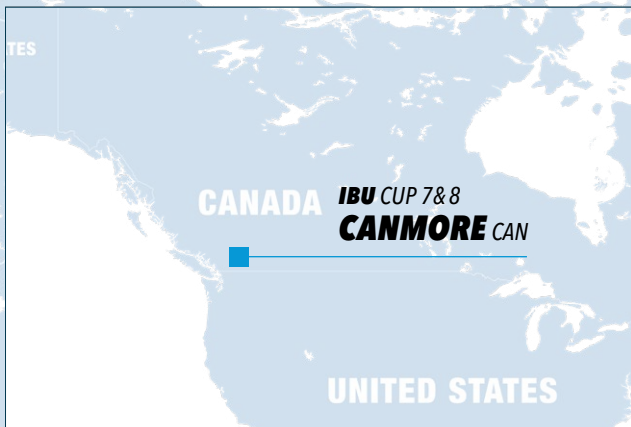 TES
CANADA
IBU CUP 7&8
CANMORE CAN
UNITED STATES